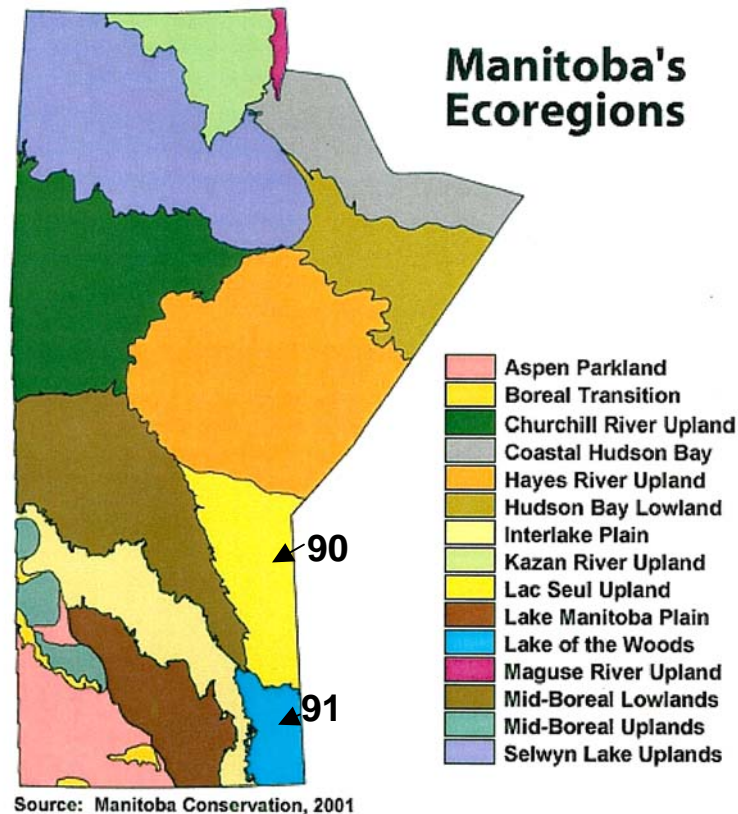 Manitoba's
Ecoregions
Aspen Parkland
Boreal Transition
Churchill River Upland
Coastal Hudson Bay
Hayes River Upland
Hudson Bay Lowland
Interlake Plain
Kazan River Upland
Lac Seul Upland
Lake Manitoba Plain
Lake of the Woods
Maguse River Upland
Mid-Boreal Lowlands
Mid-Boreal Uplands
Selwyn Lake Uplands
90
91
Source: Manitoba Conservation, 2001